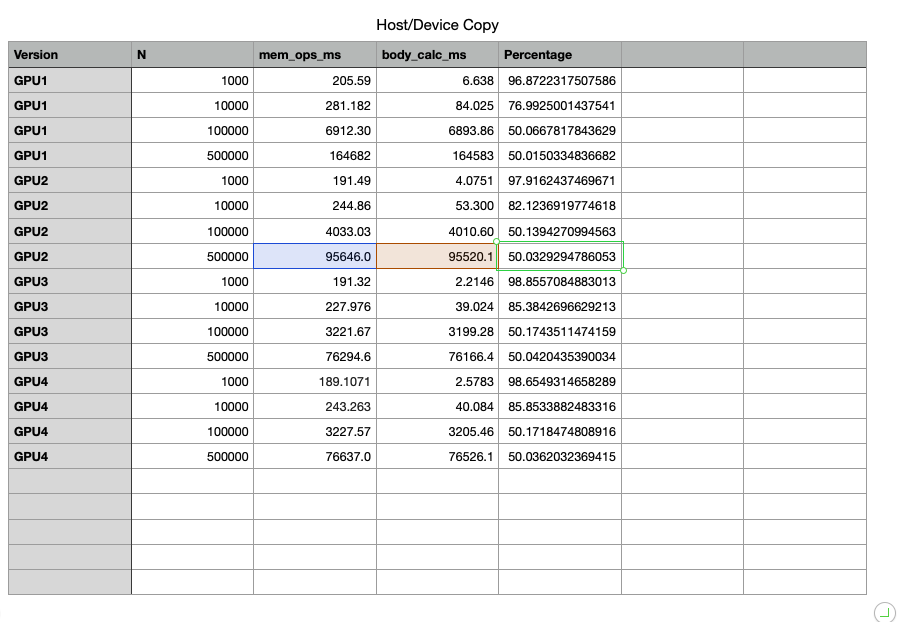 Host/Device Copy
Version N mem_ops_ms body_calc_ms Percentage
GPU1 1000 205.59 6.638 96.8722317507586
GPU1 10000 281.182 84.025 76.9925001437541
GPU1 100000 6912.30 6893.86 50.0667817843629
GPU1 500000 164682 164583 50.0150334836682
GPU2 1000 191.49 4.0751 97.9162437469671
GPU2 10000 244.86 53.300 82.1236919774618
GPU2 100000 4033.03 4010.60 50.1394270994563
GPU2 500000 95646.0 95520.1 50.0329294786053
GPU3 1000 191.32 2.2146 98.8557084883013
GPU3 10000 227.976 39.024 85.3842696629213
GPU3 100000 3221.67 3199.28 50.1743511474159
GPU3 500000 76294.6 76166.4 50.0420435390034
GPU4 1000 189.1071 2.5783 98.6549314658289
GPU4 10000 243.263 40.084 85.8533882483316
GPU4 100000 3227.57 3205.46 50.1718474808916
GPU4 500000 76637.0 76526.1 50.0362032369415